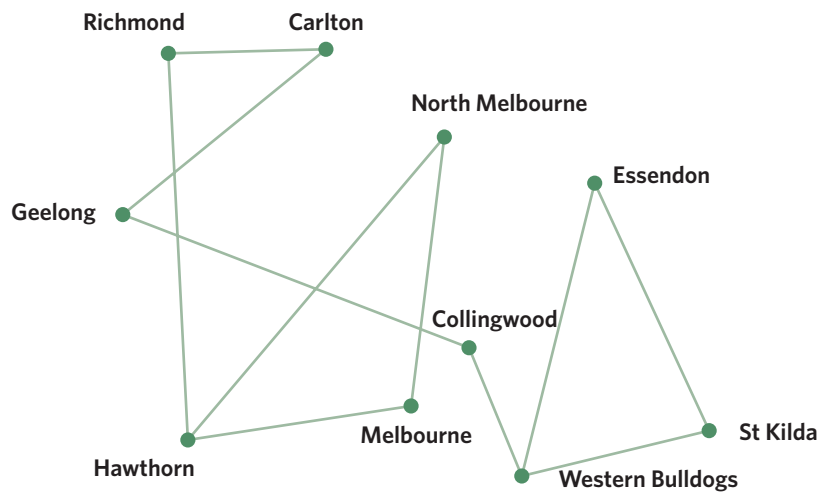 Richmond
Carlton
North Melbourne
Essendon
Geelong
Collingwood
Melbourne
St Kilda
Hawthorn
Western Bulldogs